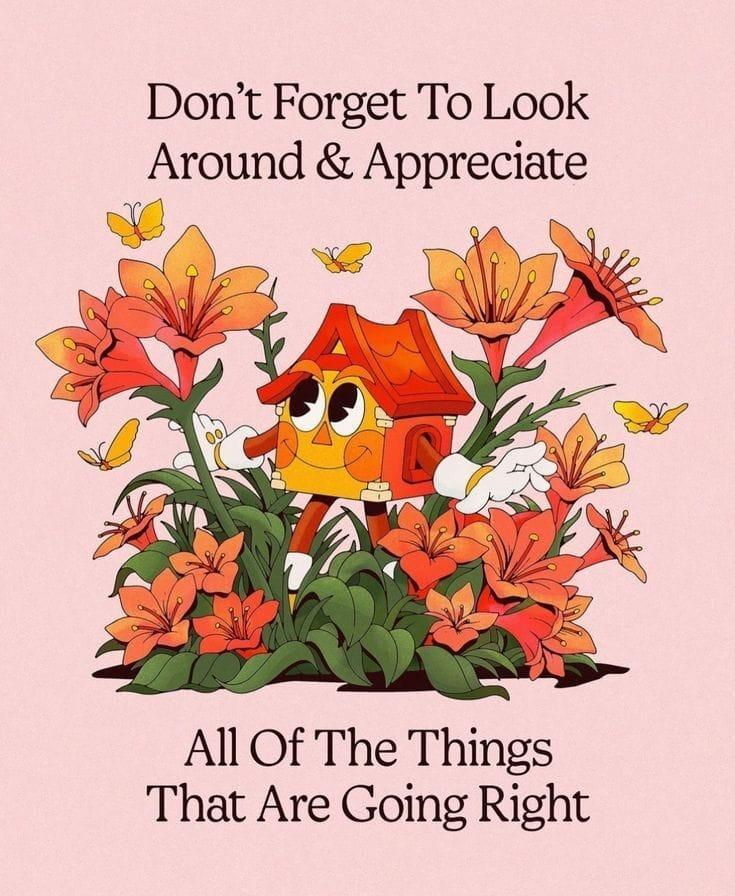 Don’t Forget To Look
Around & Appreciate
All Of The Things
That Are Going Right